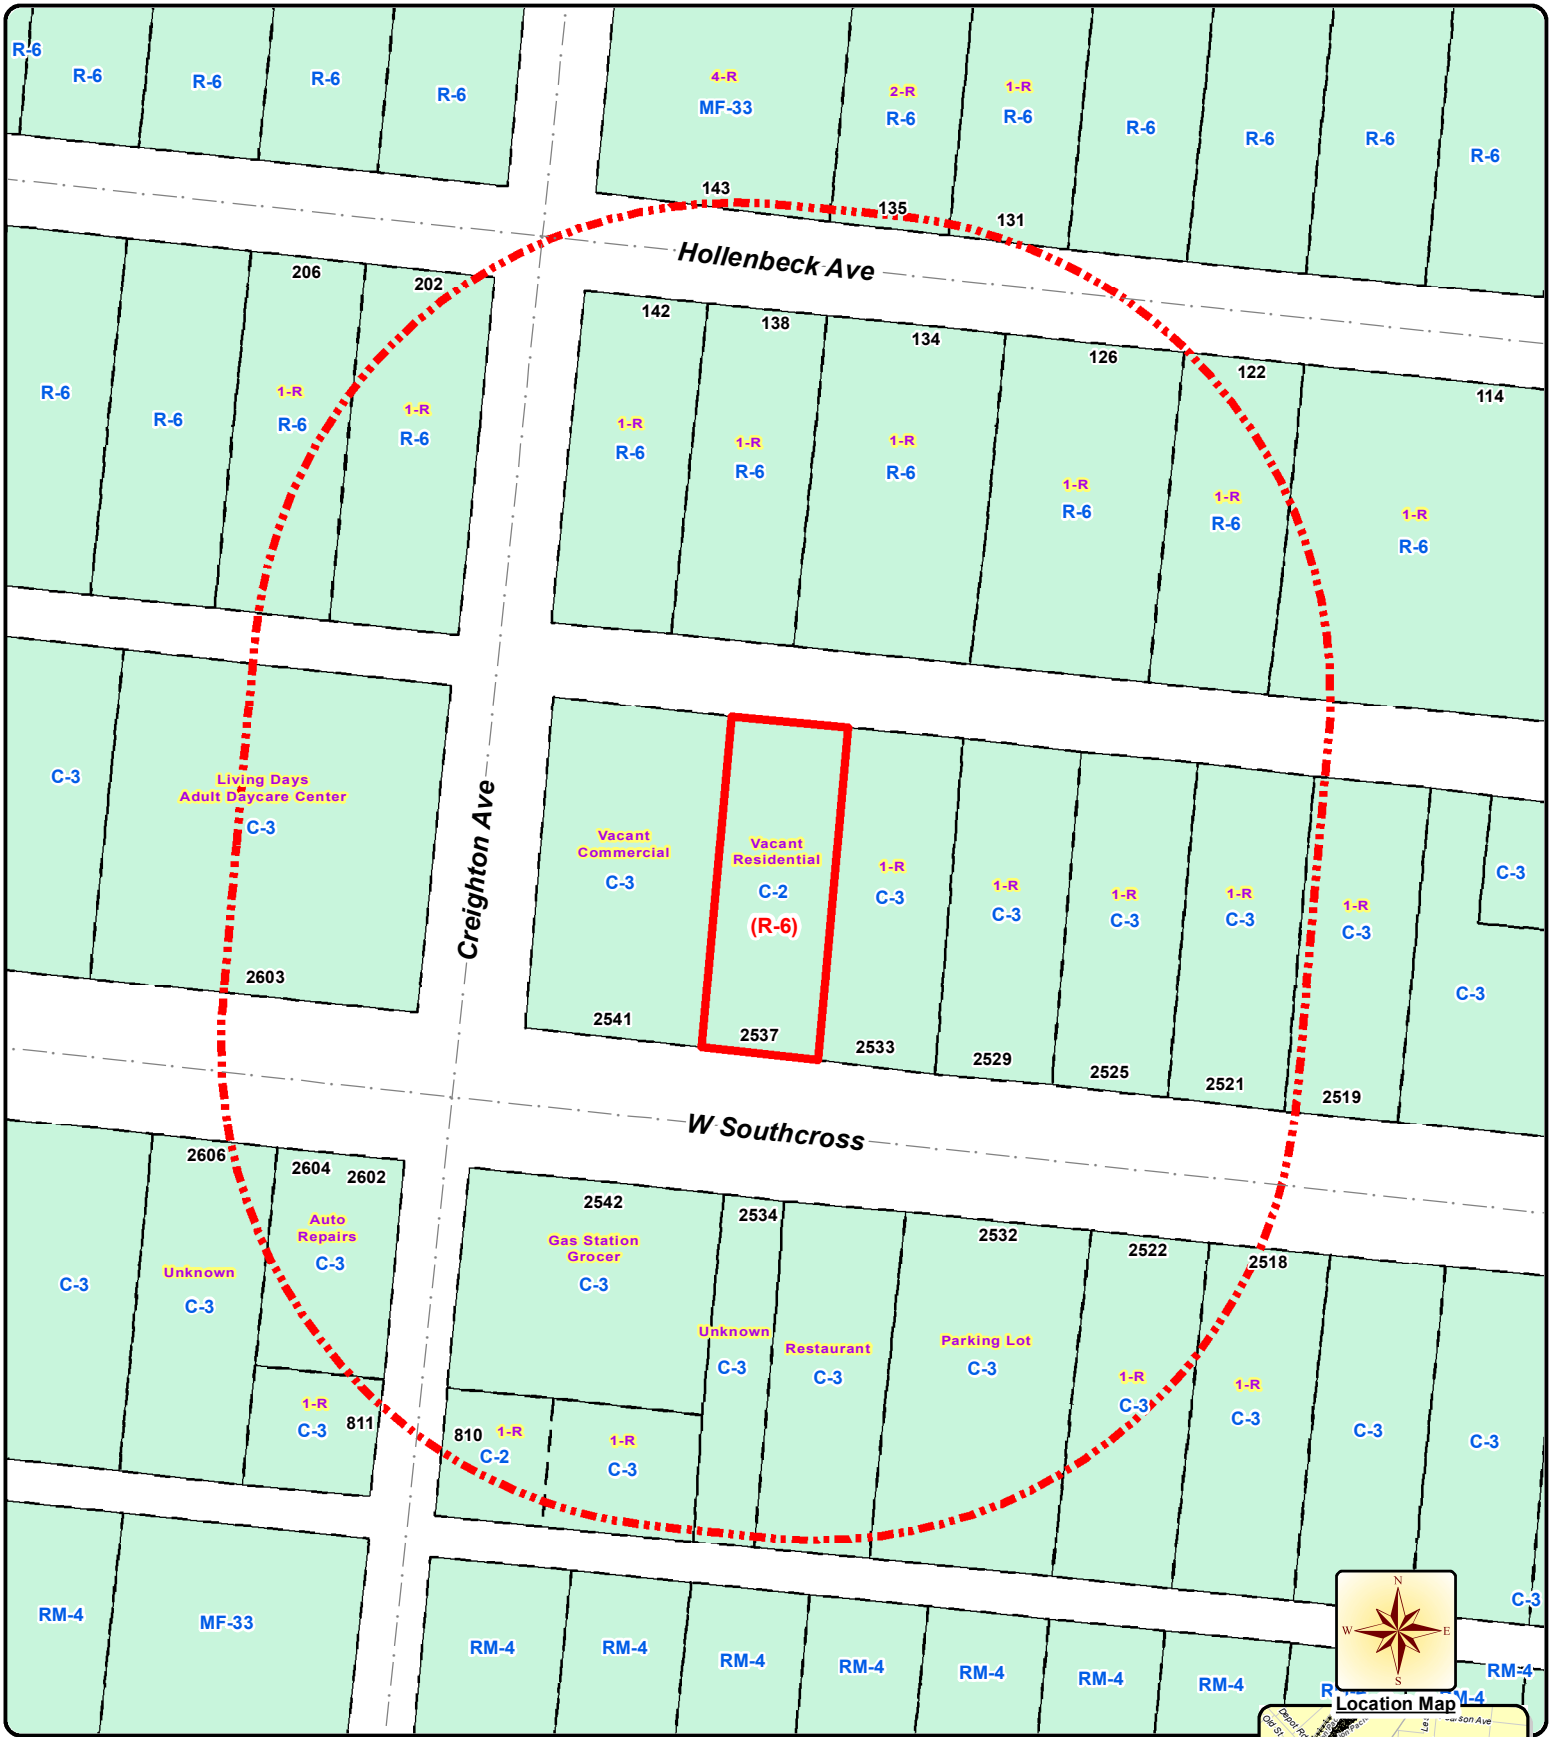 R-6
R-6
R-6
R-6
R-6
4-R
MF-33
143
2-R
R-6
135
1-R
R-6
131
R-6
R-6
R-6
R-6
Hollenbeck Ave
R-6
R-6
206
1-R
R-6
202
1-R
R-6
142
1-R
R-6
138
1-R
R-6
134
1-R
R-6
126
1-R
R-6
122
1-R
R-6
114
1-R
R-6
C-3
Living Days
Adult Daycare Center
C-3
2603
Creighton Ave
Vacant
Commercial
C-3
2541
Vacant
Residential
C-2
(R-6)
2537
1-R
C-3
2533
1-R
C-3
2529
1-R
C-3
2525
1-R
C-3
2521
1-R
C-3
2519
C-3
C-3
W Southcross
C-3
2606
Unknown
C-3
2604
2602
Auto
Repairs
C-3
1-R
C-3
811
2542
Gas Station
Grocer
C-3
810
1-R
C-2
1-R
C-3
2534
Unknown
C-3
Restaurant
C-3
2532
Parking Lot
C-3
2522
1-R
C-3
2518
1-R
C-3
C-3
C-3
C-3
RM-4
MF-33
RM-4
RM-4
RM-4
RM-4
RM-4
RM-4
RM-4
RM-4
N
W
E
S
Location Map
Depot
Old
Ave